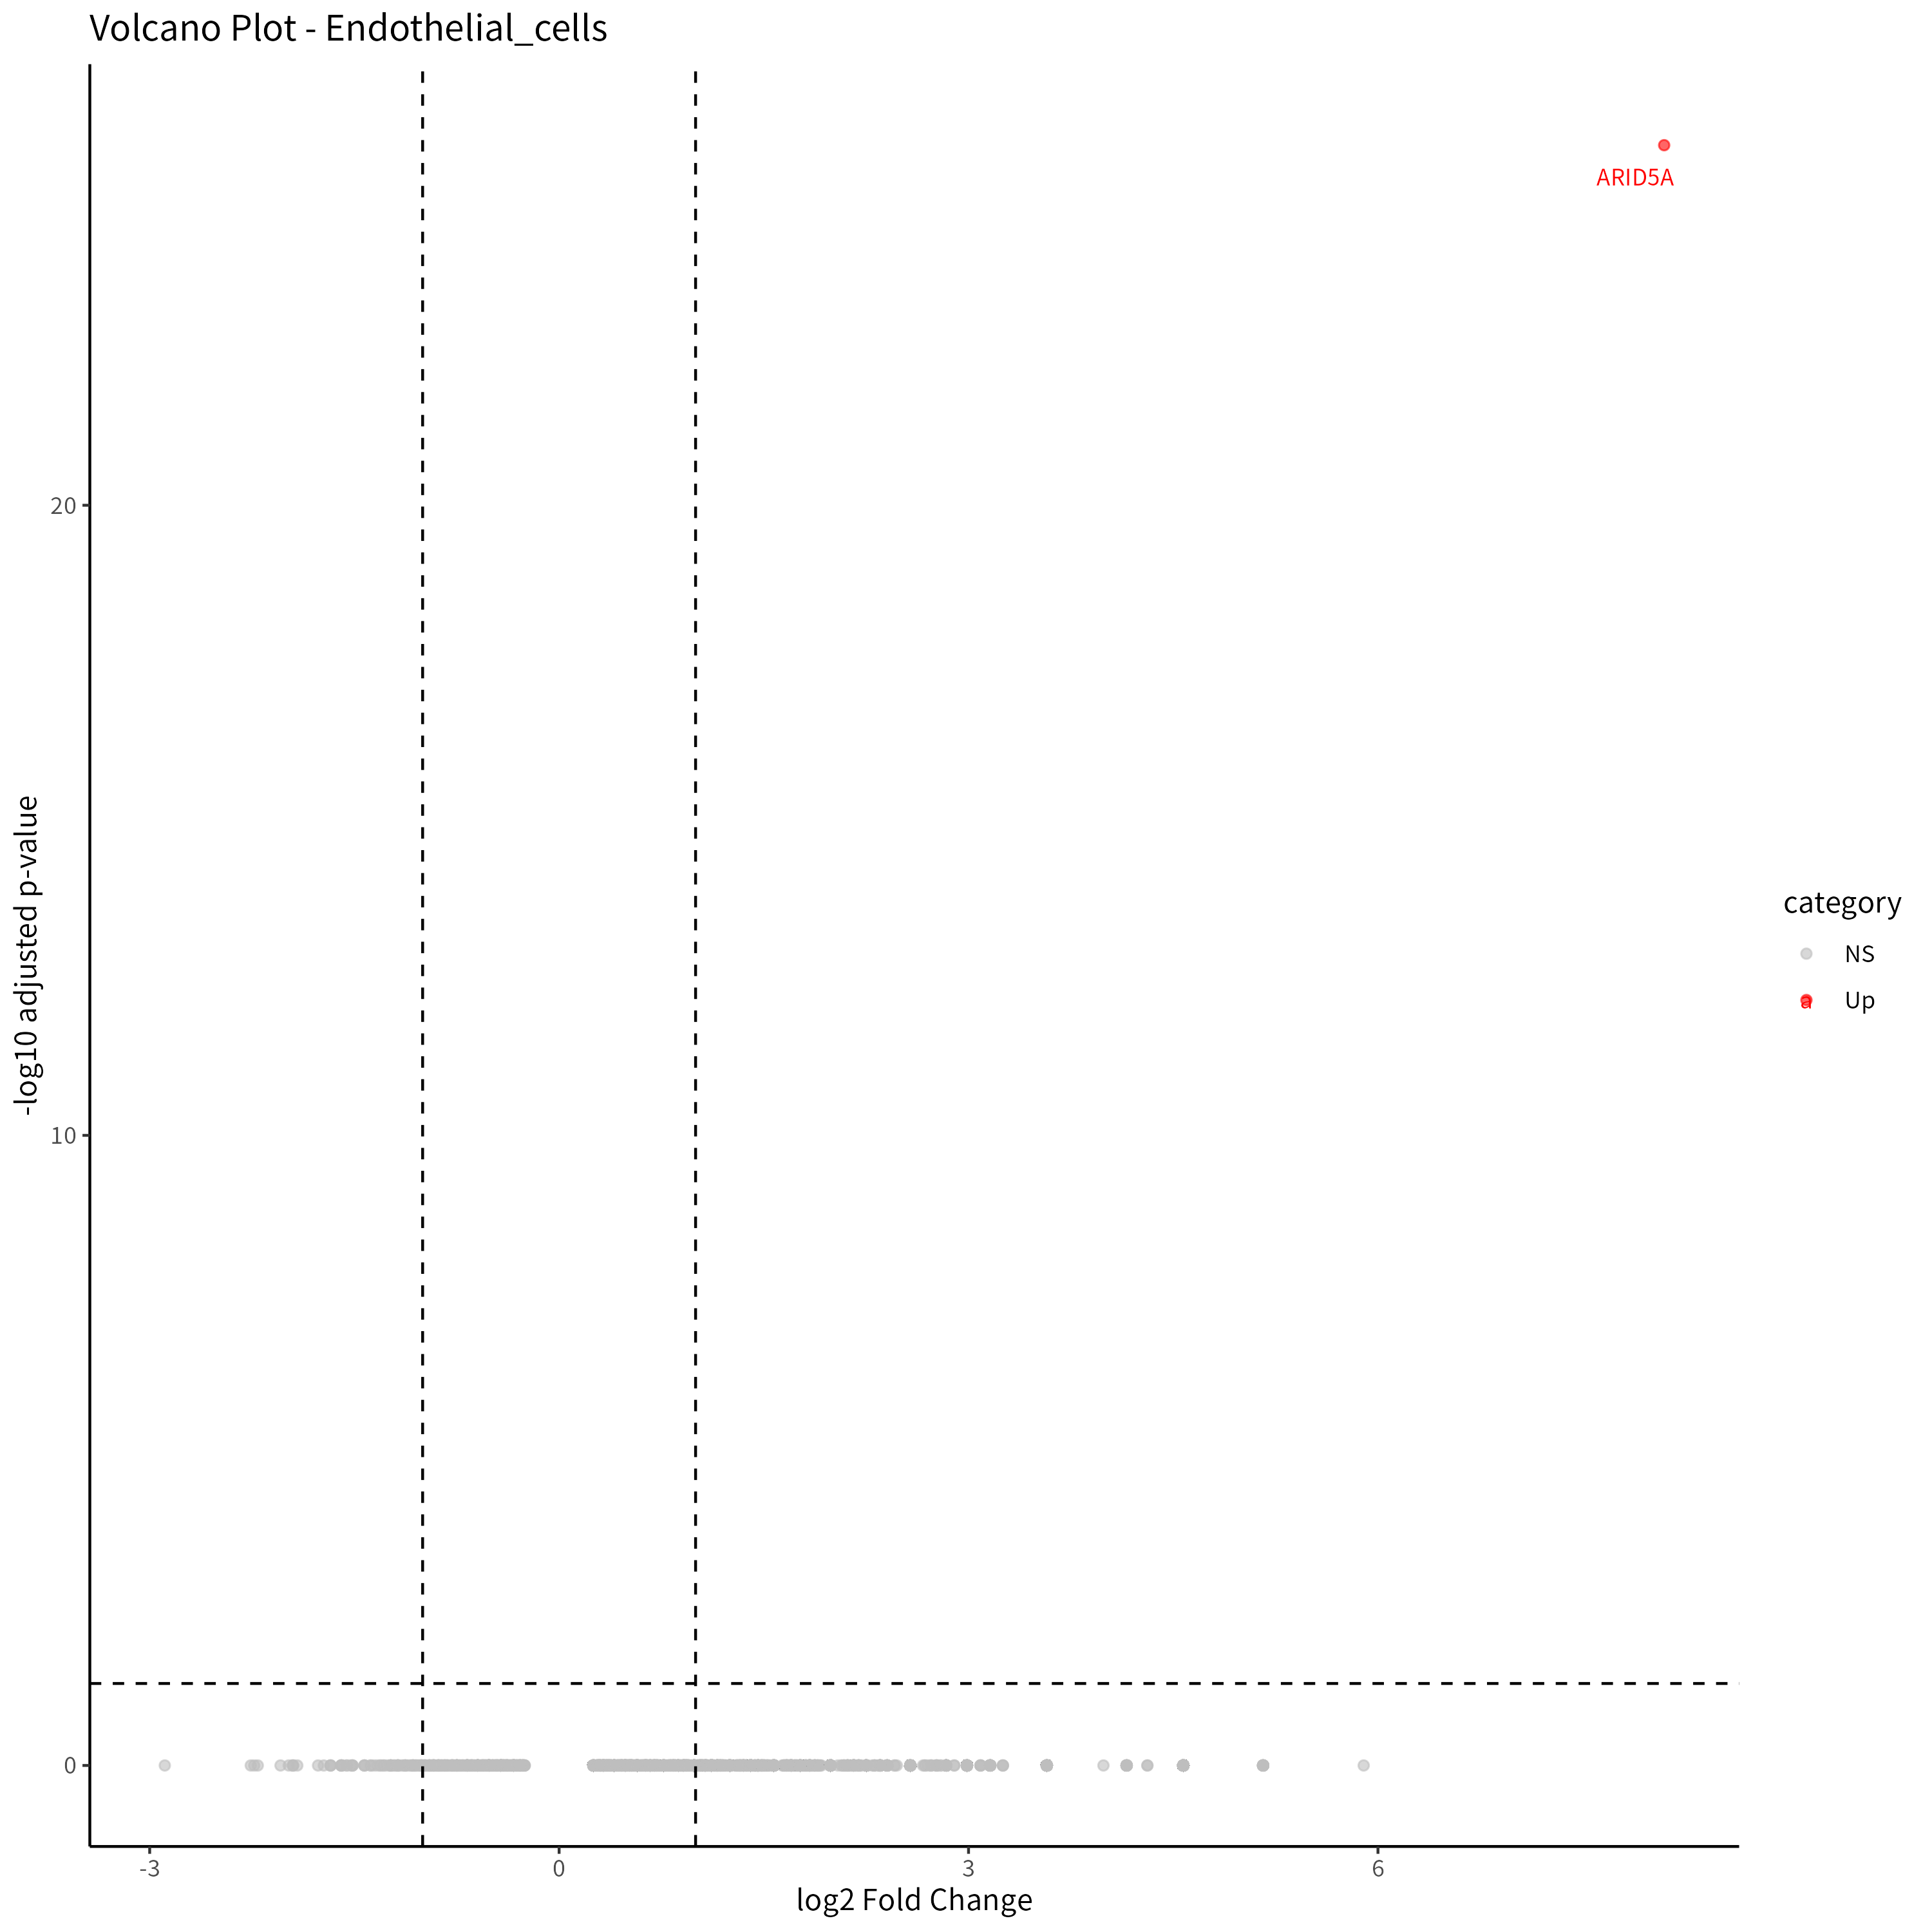 Volcano Plot - Endothelial_cells
ARID5A
20
10
0
-log10 adjusted p-value
-3
0
3
6
log2 Fold Change
category
NS
a
Up